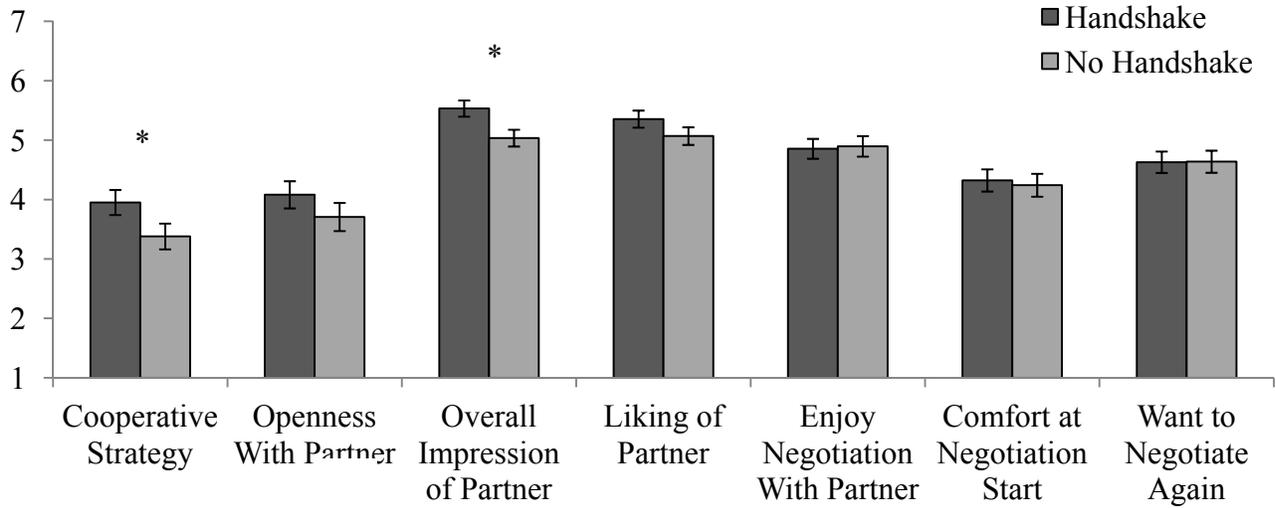 7
6
5
4
3
2
1
*
*
Handshake
No Handshake
Cooperative
Strategy
Openness
With Partner
Overall
Impression
of Partner
Liking of
Partner
Enjoy
Negotiation
With Partner
Comfort at
Negotiation
Start
Want to
Negotiate
Again